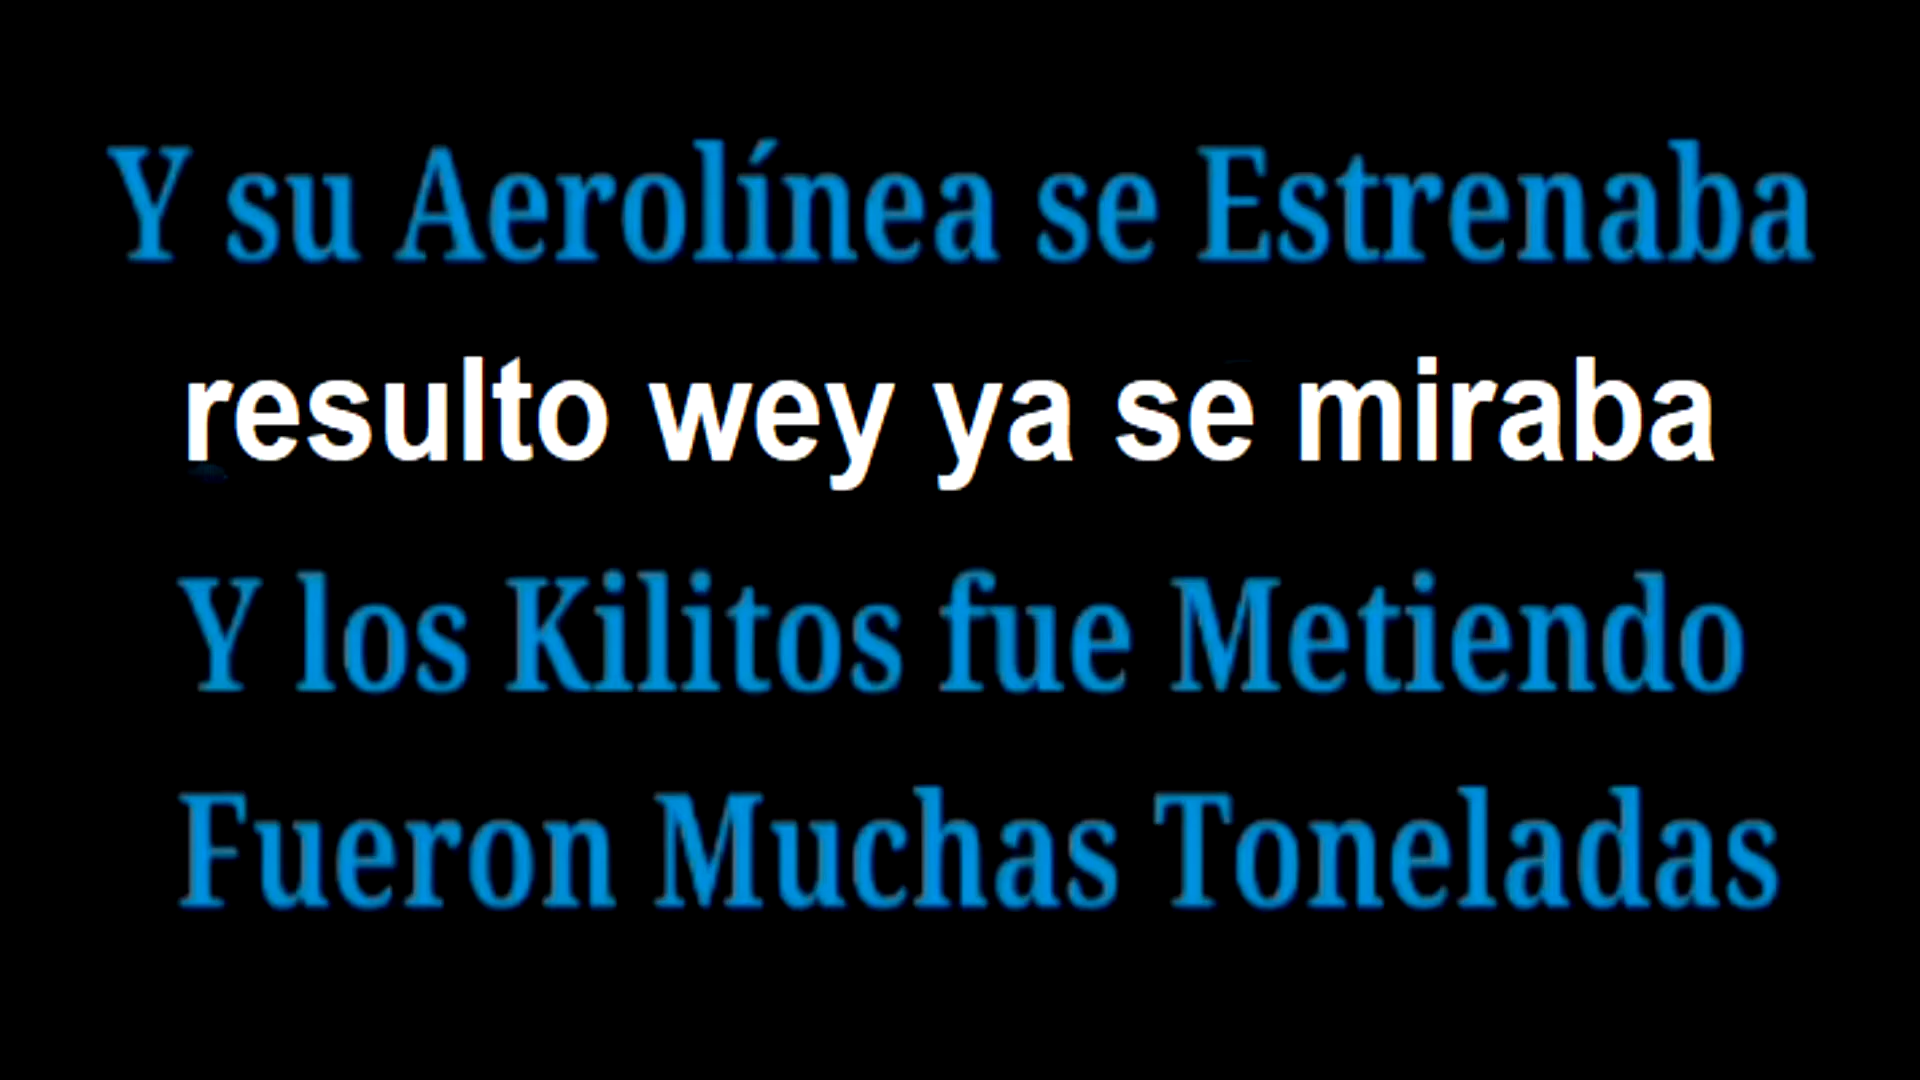 Y su Aerolínea se Estrenaba
resulto wey ya se miraba
Y los Kilitos fue Metiendo
Fueron Muchas Toneladas